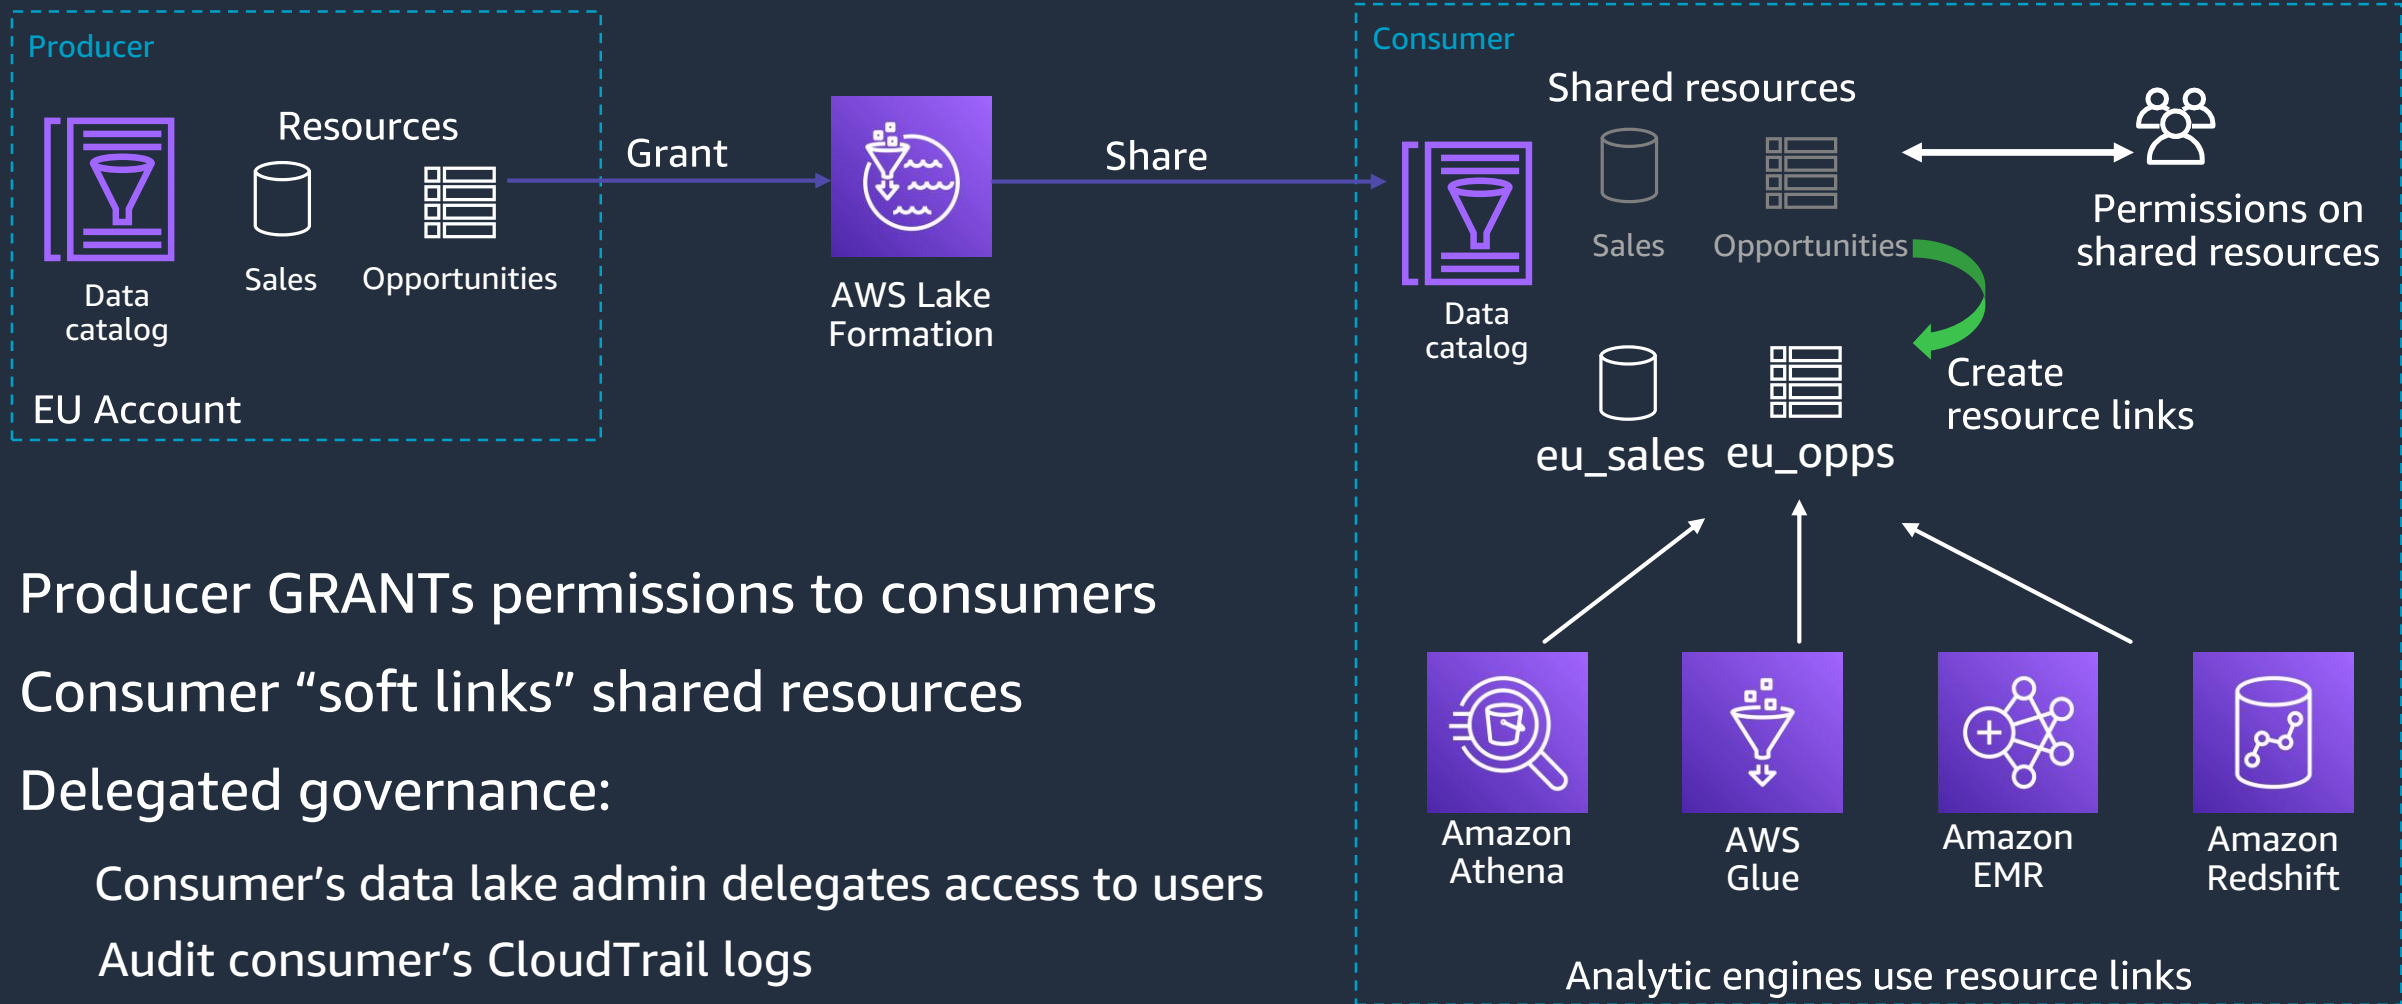 Producer
Resources
Data
catalog
Sales
Opportunities
EU Account
Grant
AWS Lake
Formation
Share
Consumer
Shared resources
Sales
Opportunities
Data
catalog
Permissions on
shared resources
Create
resource links
eu_sales
eu_opps
Amazon
Athena
AWS
Glue
Amazon
EMR
Amazon
Redshift
Analytic engines use resource links
Producer GRANTs permissions to consumers
Consumer “soft links” shared resources
Delegated governance:
Consumer’s data lake admin delegates access to users
Audit consumer’s CloudTrail logs